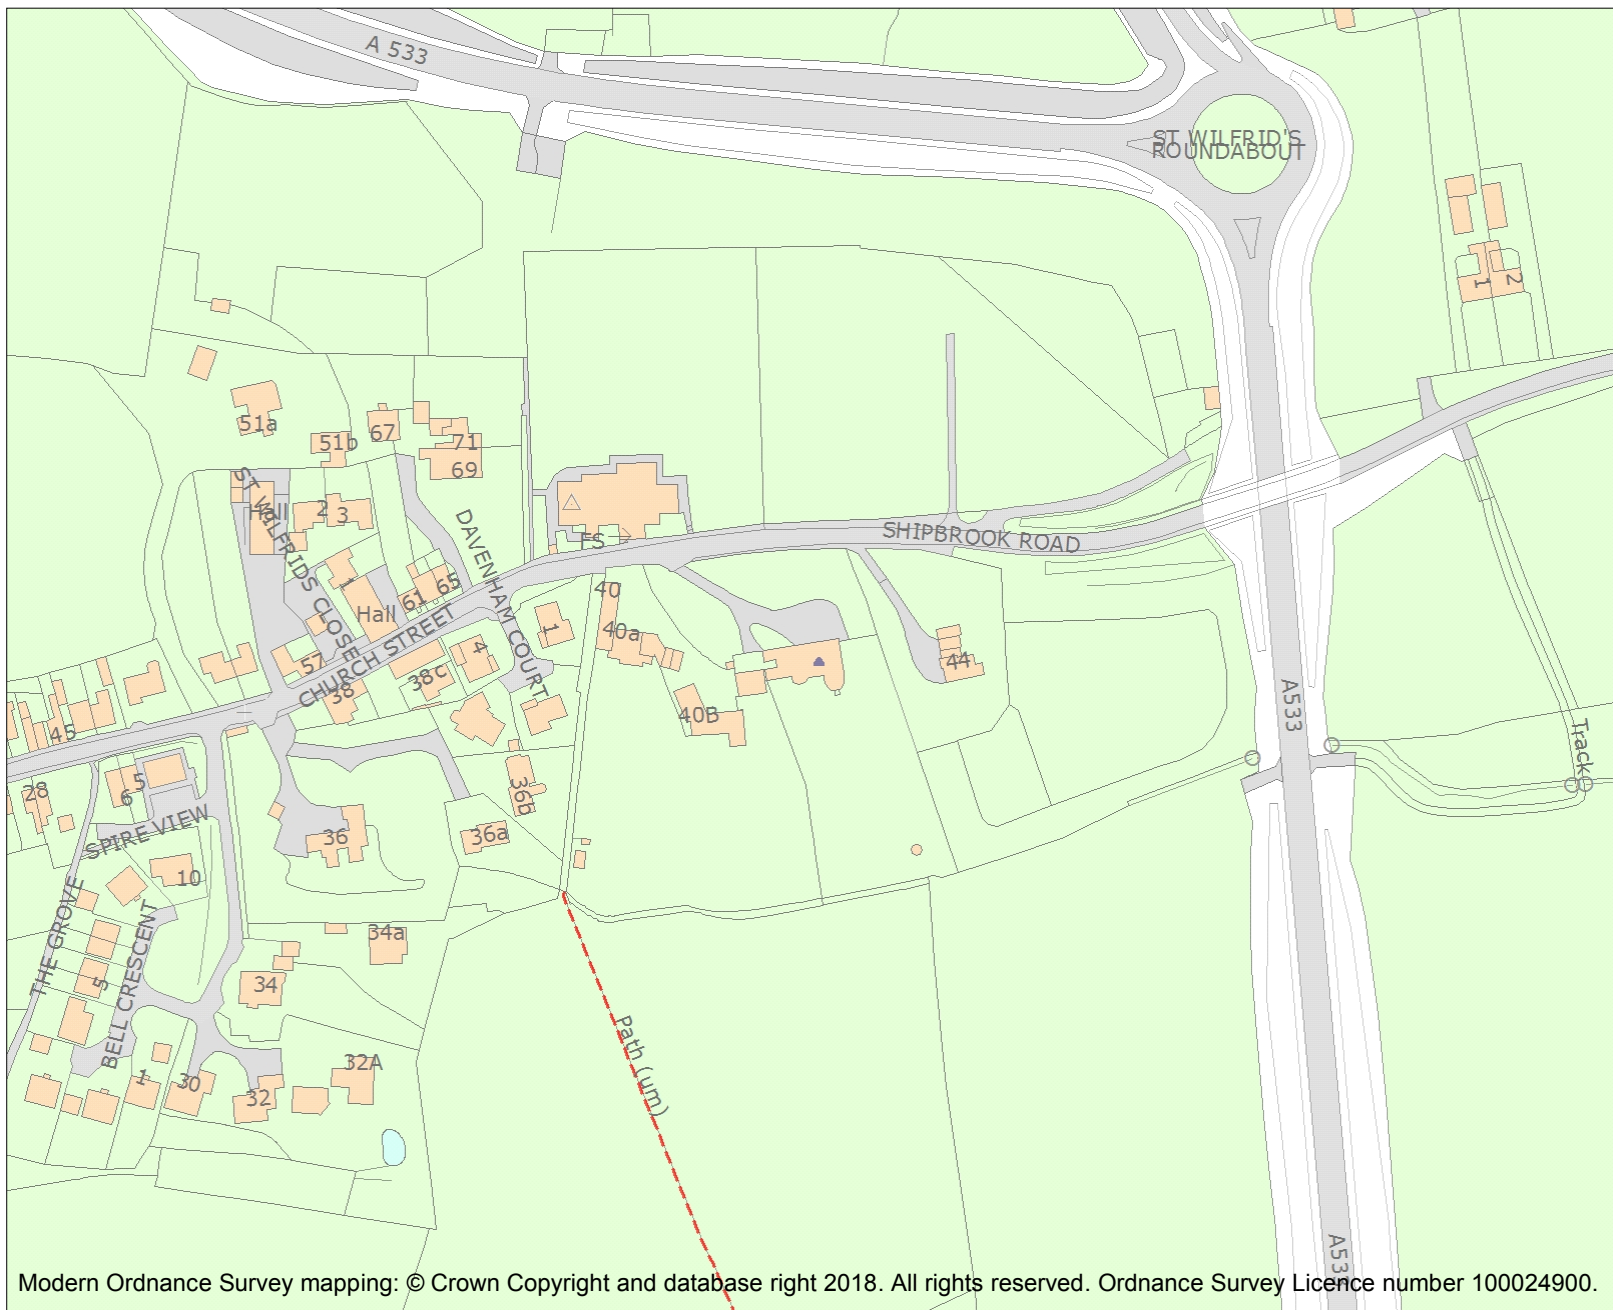 A 533
ST WILFRID'S
ROUNDABOUT
1
2
51a
51b
67
71
69
ST WILFRIDS CLOSE
Hall
2
3
DAVENHAM COURT
FS
SHIPBROOK ROAD
1
Hall
61
65
40
40a
1
4
57
CHURCH STREET
38
38c
44
40B
A533
Track
45
28
5
6
SPIRE VIEW
36
36a
36b
10
THE GROVE
BELL CRESCENT
5
34a
34
Path (um)
32A
1
30
32
A533
Modern Ordnance Survey mapping: © Crown Copyright and database right 2018. All rights reserved. Ordnance Survey Licence number 100024900.